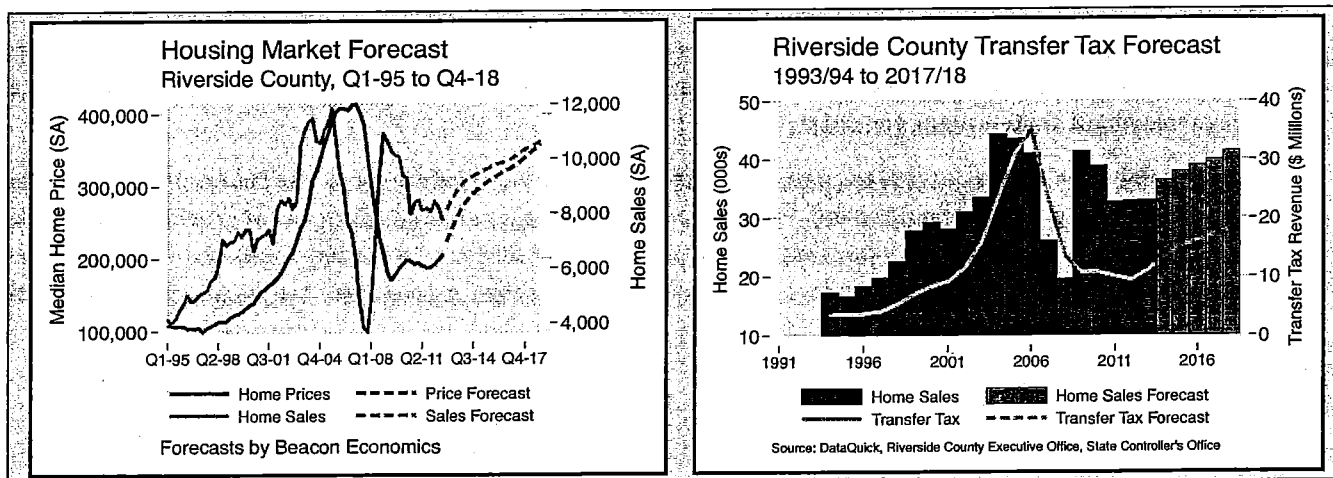 Housing Market Forecast
Riverside County, Q1-95 to Q4-18
Median Home Price (SA)
400,000
300,000
200,000
100,000
12,000
10,000
8,000
6,000
4,000
Home Sales (SA)
Q1-95 Q2-98 Q3-01 Q4-04 Q1-08 Q2-11 Q3-14 Q4-17
Home Prices Price Forecast
Home Sales Sales Forecast
Forecasts by Beacon Economics
Riverside County Transfer Tax Forecast
1993/94 to 2017/18
Home Sales (000s)
50
40
30
20
10
40
30
20
10
0
Transfer Tax Revenue ($ Millions)
1991 1996 2001 2006 2011 2016
Home Sales Home Sales Forecast
Transfer Tax Transfer Tax Forecast
Source: DataQuick, Riverside County Executive Office, State Controller's Office